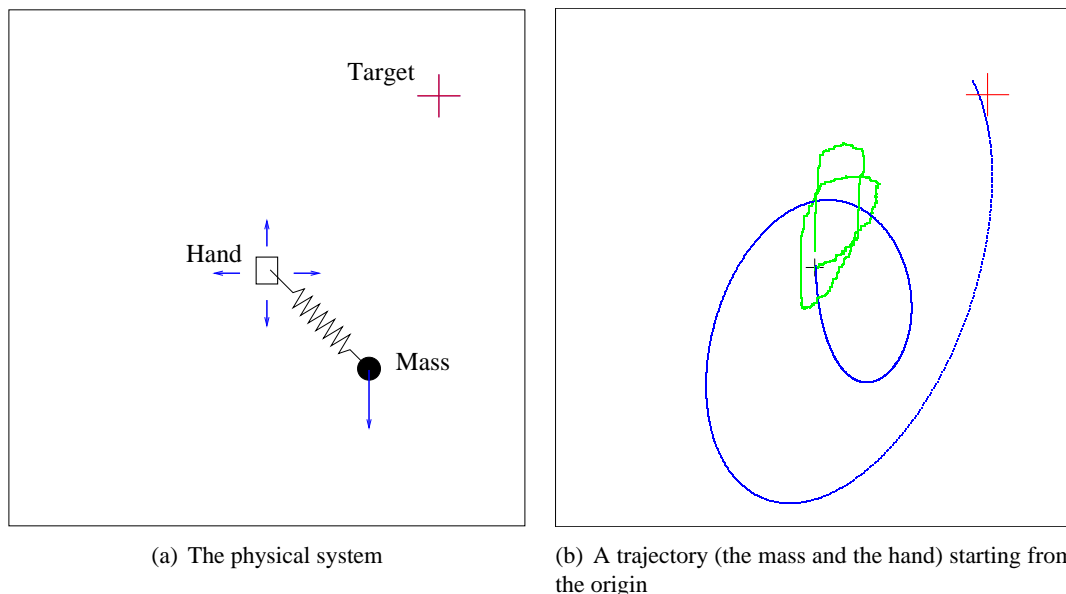 Target
Hand
Mass
(a) The physical system
(b) A trajectory (the mass and the hand) starting from
the origin